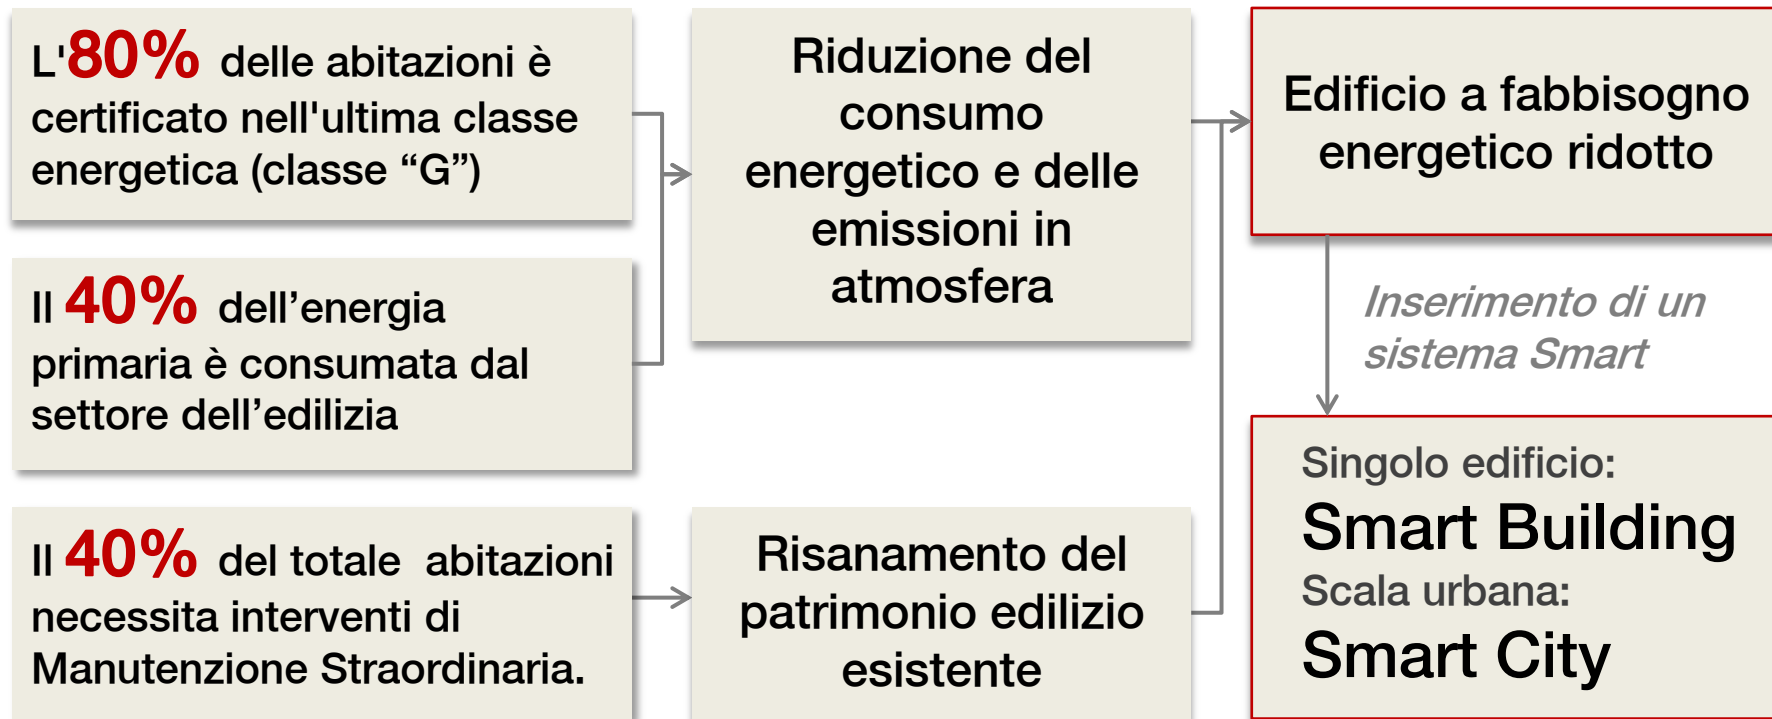 L'80% delle abitazioni è
certificato nell'ultima classe
energetica (classe “G”)
Il 40% dell’energia
primaria è consumata dal
settore dell’edilizia
Il 40% del totale abitazioni
necessita interventi di
Manutenzione Straordinaria.
Riduzione del
consumo
energetico e delle
emissioni in
atmosfera
Risanamento del
patrimonio edilizio
esistente
Edificio a fabbisogno
energetico ridotto
Inserimento di un
sistema Smart
Singolo edificio:
Smart Building
Scala urbana:
Smart City